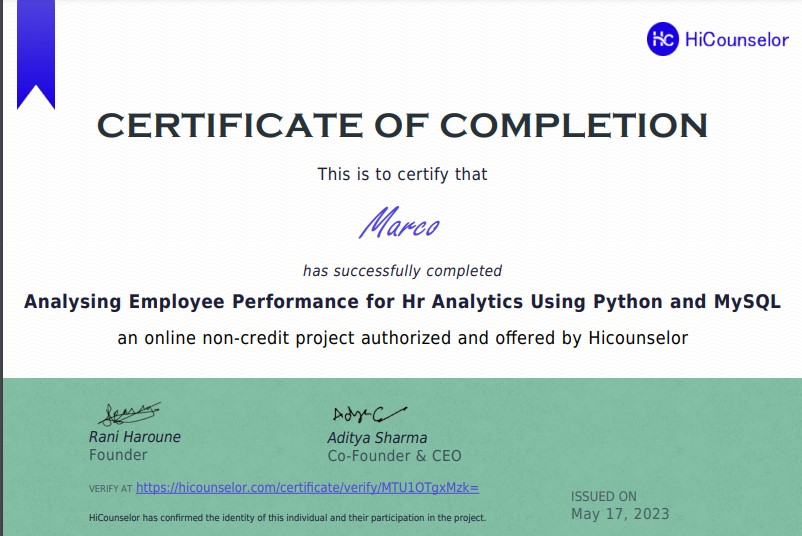 Hc HiCounselor
CERTIFICATE OF COMPLETION
This is to certify that
Marco
has successfully completed
Analysing Employee Performance for Hr Analytics Using Python and MySQL
an online non-credit project authorized and offered by Hicounselor
Rani Haroune
Founder
Aditya Sharma
Co-Founder & CEO
VERIFY AT https://hicounselor.com/certificate/verify/MTU1OTgxMzk=
HiCounselor has confirmed the identity of this individual and their participation in the project.
ISSUED ON
May 17, 2023